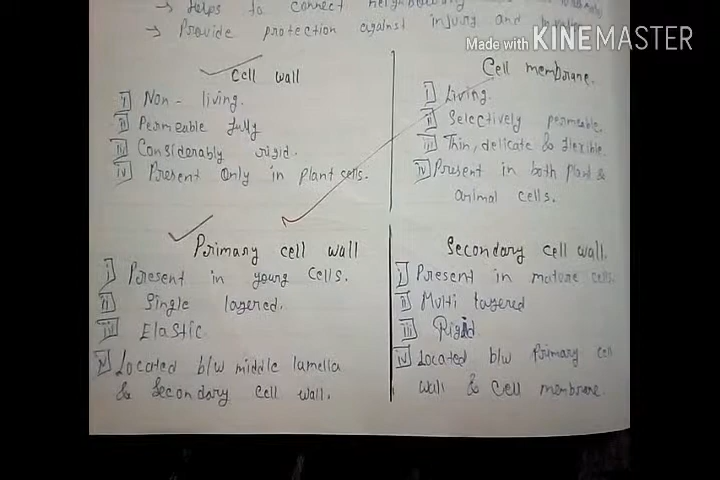 → Helps to connect neighbouring
→ Provide protection against injury and
Made with KINEMASTER
Cell wall
i Non-living.
ii Permeable fully
iii Considerably rigid.
iv Present Only in plant cells.
Cell membrane.
i Living.
ii Selectively permeable.
iii Thin, delicate & flexible.
iv Present in both plant &
animal cells.
Primary cell wall
i Present in young cells.
ii Single layered.
iii Elastic
iv Located b/w middle lamella
& Secondary cell wall.
Secondary cell wall.
i Present in mature cells.
ii Multi layered
iii Rigid
iv Located b/w Primary cell
wall & cell membrane.